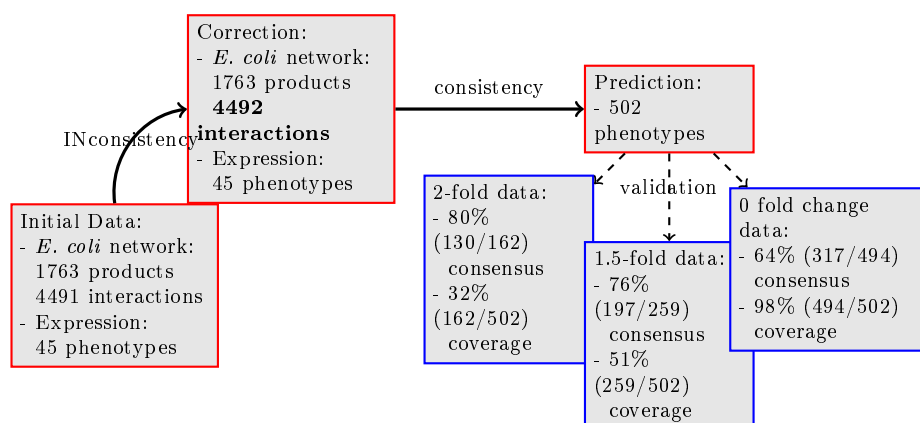 Correction:
- E. coli network:
1763 products
4492
interactions
- Expression:
45 phenotypes
consistency
Prediction:
- 502
phenotypes
INconsistency
Initial Data:
- E. coli network:
1763 products
4491 interactions
- Expression:
45 phenotypes
validation
2-fold data:
- 80%
(130/162)
consensus
- 32%
(162/502)
coverage
1.5-fold data:
- 76%
(197/259)
consensus
- 51%
(259/502)
coverage
0 fold change
data:
- 64% (317/494)
consensus
- 98% (494/502)
coverage